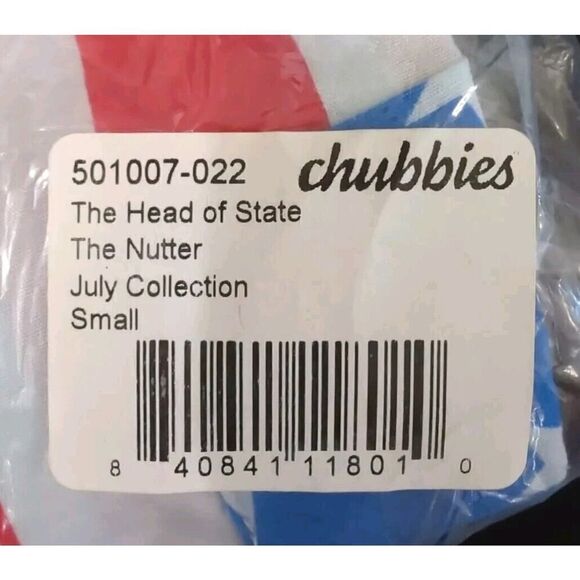 501007-022 chubbies
The Head of State
The Nutter
July Collection
Small
8 40841 11801 0